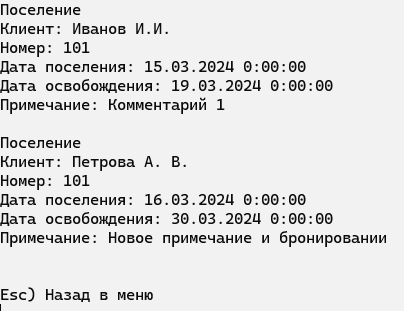 Поселение
Клиент: Иванов И.И.
Номер: 101
Дата поселения: 15.03.2024 0:00:00
Дата освобождения: 19.03.2024 0:00:00
Примечание: Комментарий 1
Поселение
Клиент: Петрова А. В.
Номер: 101
Дата поселения: 16.03.2024 0:00:00
Дата освобождения: 30.03.2024 0:00:00
Примечание: Новое примечание и бронировании
Esc) Назад в меню